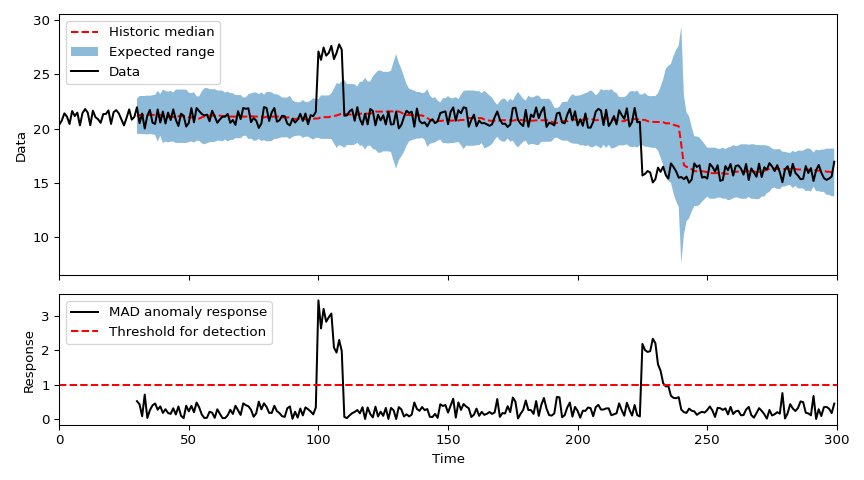 30
25
20
15
10
Data
Historic median
Expected range
Data
3
2
1
0
Response
MAD anomaly response
Threshold for detection
0 50 100 150 200 250 300
Time